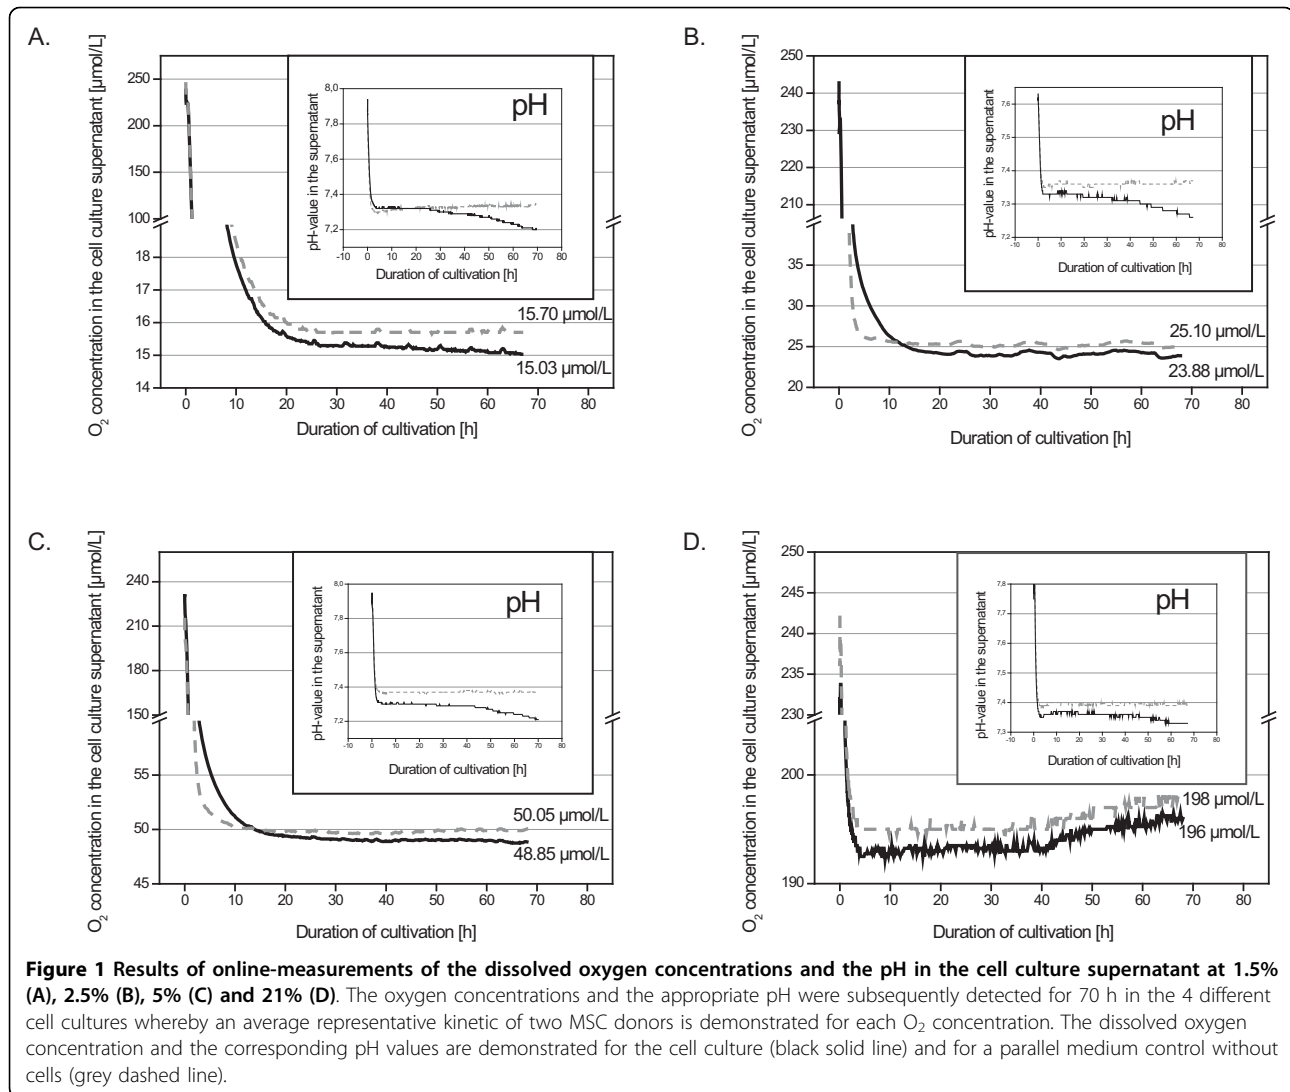 A.
O₂ concentration in the cell culture supernatant [µmol/L]
250
200
150
100
18
17
16
15
14
0 10 20 30 40 50 60 70 80
Duration of cultivation [h]
15.70 µmol/L
15.03 µmol/L
pH
pH-value in the supernatant
8,0
7,8
7,6
7,4
7,2
-10 0 10 20 30 40 50 60 70 80
Duration of cultivation [h]
B.
O₂ concentration in the cell culture supernatant [µmol/L]
250
240
230
220
210
35
30
25
20
0 10 20 30 40 50 60 70 80
Duration of cultivation [h]
25.10 µmol/L
23.88 µmol/L
pH
pH-value in the supernatant
7,6
7,5
7,4
7,3
7,2
-10 0 10 20 30 40 50 60 70 80
Duration of cultivation [h]
C.
O₂ concentration in the cell culture supernatant [µmol/L]
240
210
180
150
55
50
45
0 10 20 30 40 50 60 70 80
Duration of cultivation [h]
50.05 µmol/L
48.85 µmol/L
pH
pH-value in the supernatant
8,0
7,8
7,6
7,4
7,2
-10 0 10 20 30 40 50 60 70 80
Duration of cultivation [h]
D.
O₂ concentration in the cell culture supernatant [µmol/L]
250
245
240
235
230
200
190
0 10 20 30 40 50 60 70 80
Duration of cultivation [h]
198 µmol/L
196 µmol/L
pH
pH-value in the supernatant
7,8
7,7
7,6
7,5
7,4
7,3
-10 0 10 20 30 40 50 60 70 80
Duration of cultivation [h]
Figure 1 Results of online-measurements of the dissolved oxygen concentrations and the pH in the cell culture supernatant at 1.5%
(A), 2.5% (B), 5% (C) and 21% (D). The oxygen concentrations and the appropriate pH were subsequently detected for 70 h in the 4 different
cell cultures whereby an average representative kinetic of two MSC donors is demonstrated for each O₂ concentration. The dissolved oxygen
concentration and the corresponding pH values are demonstrated for the cell culture (black solid line) and for a parallel medium control without
cells (grey dashed line).